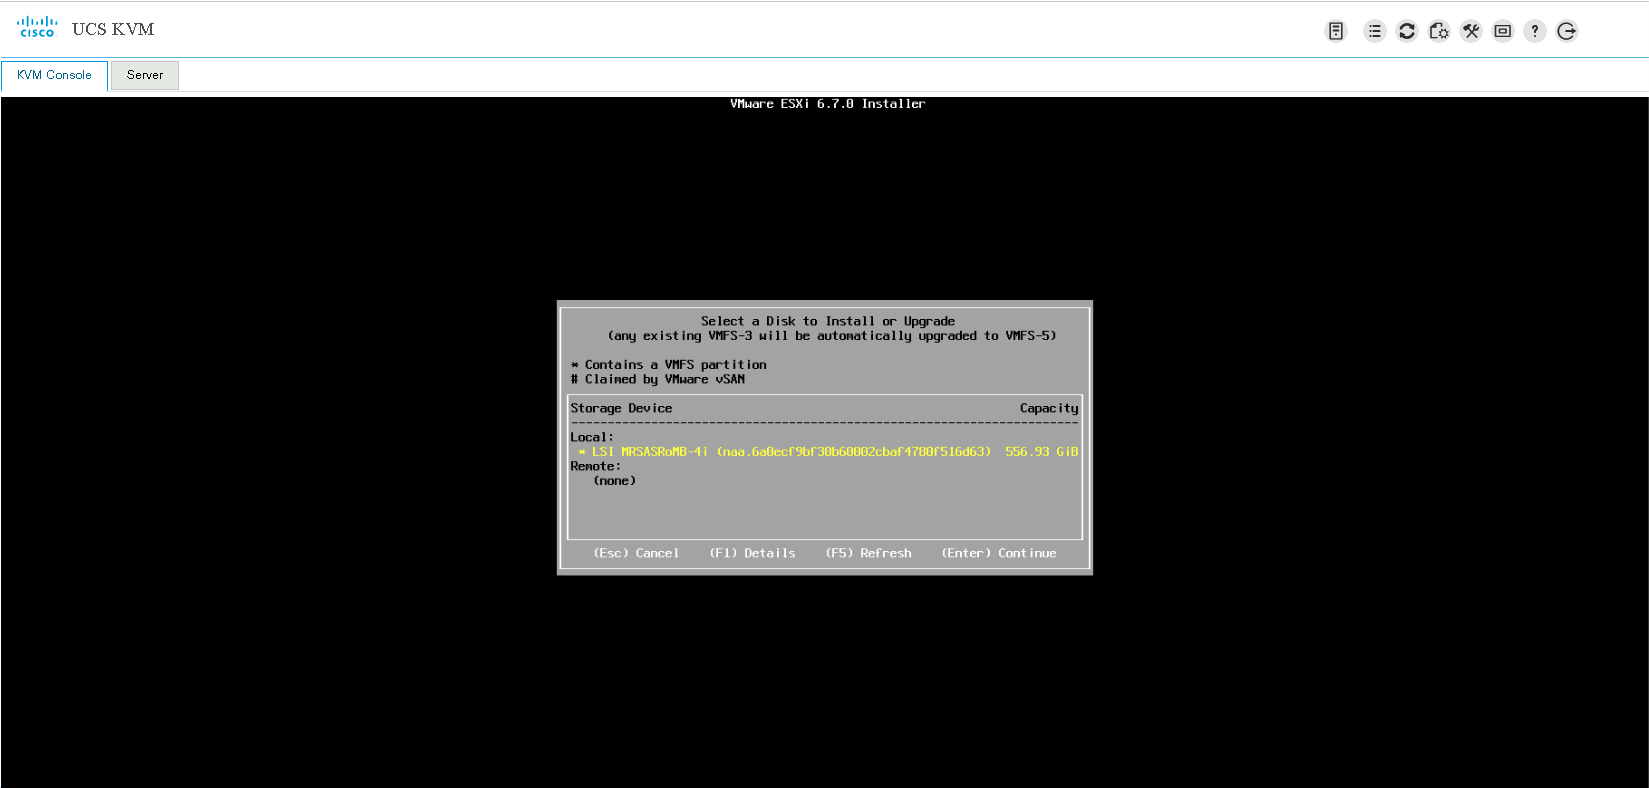 cisco UCS KVM
KVM Console Server
VMware ESXi 6.7.0 Installer
Select a Disk to Install or Upgrade
(any existing VMFS-3 will be automatically upgraded to VMFS-5)
* Contains a VMFS partition
# Claimed by VMware vSAN
Storage Device Capacity
--------------------------------------------------------------------
Local:
* LSI MRSASRoMB-4i (naa.6a0ecf9bf30b60002cbaf4780f516d63) 556.93 GiB
Remote:
(none)
(Esc) Cancel (F1) Details (F5) Refresh (Enter) Continue